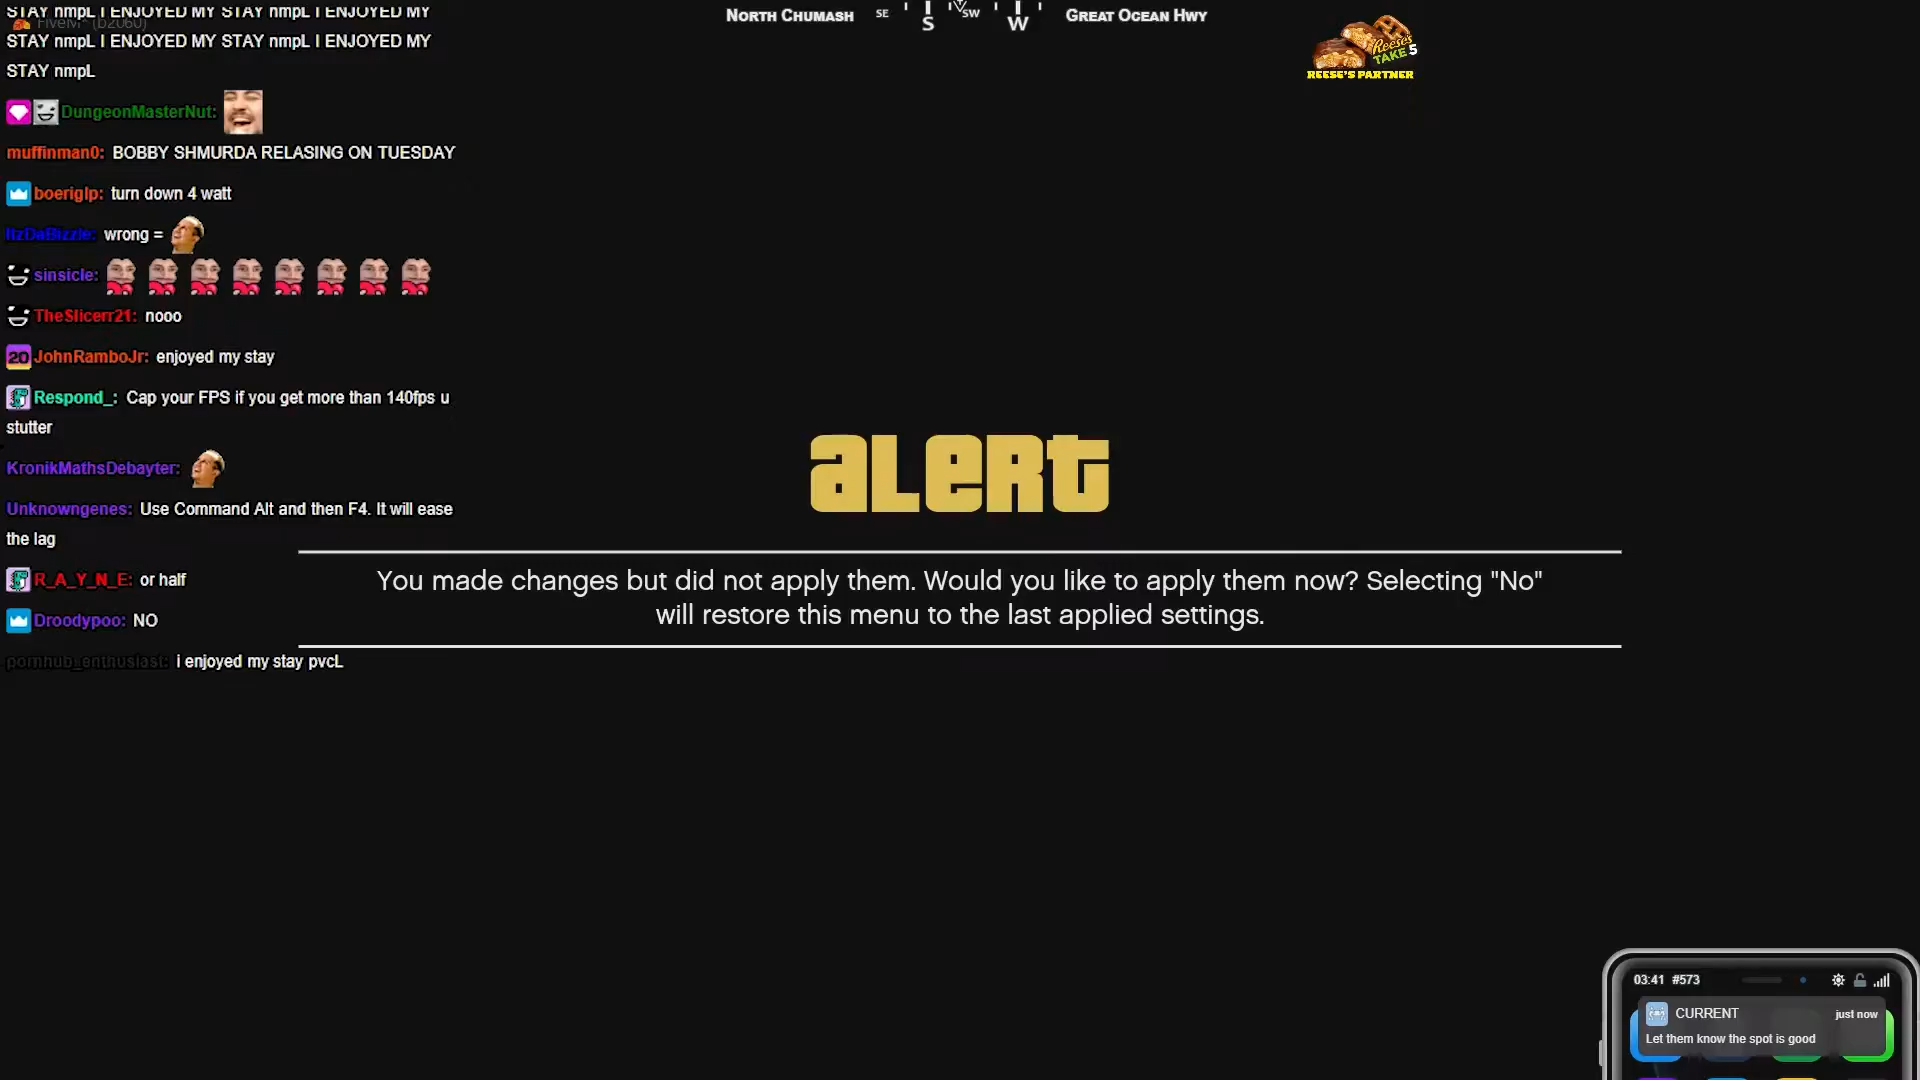 STAY nmpL I ENJOYED MY STAY nmpL I ENJOYED MY
FiveM® (b2060)
STAY nmpL I ENJOYED MY STAY nmpL I ENJOYED MY
STAY nmpL
DungeonMasterNut:
muffinman0: BOBBY SHMURDA RELASING ON TUESDAY
boeriglp: turn down 4 watt
ItzDaBizzle: wrong =
sinsicle:
TheSlicerr21: nooo
20 JohnRamboJr: enjoyed my stay
Respond_: Cap your FPS if you get more than 140fps u
stutter
KronikMathsDebayter:
Unknowngenes: Use Command Alt and then F4. It will ease
the lag
R_A_Y_N_E: or half
Droodypoo: NO
pornhub_enthusiast: i enjoyed my stay pvcL
North Chumash SE S SW W Great Ocean Hwy
Reese's
TAKE 5
REESE'S PARTNER
alert
You made changes but did not apply them. Would you like to apply them now? Selecting "No"
will restore this menu to the last applied settings.
03:41 #573
CURRENT just now
Let them know the spot is good